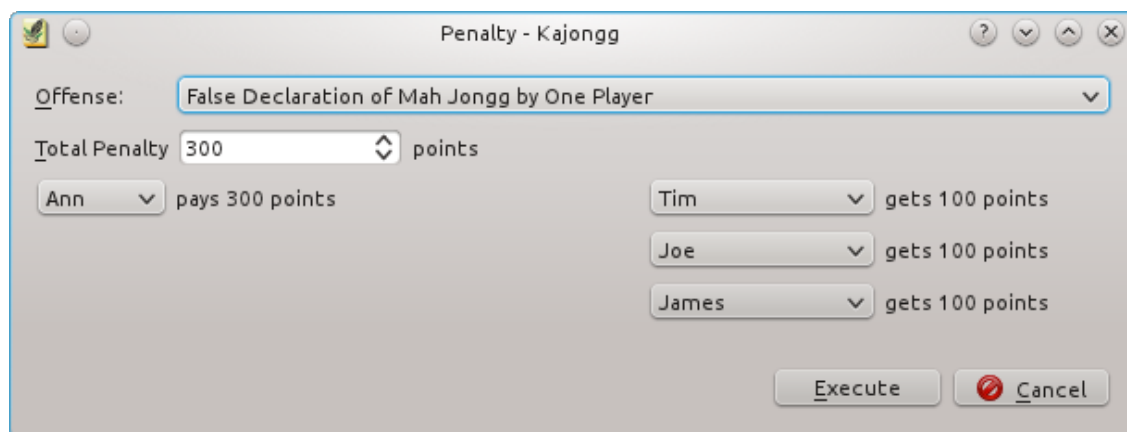 Penalty - Kajongg
Offense: False Declaration of Mah Jongg by One Player
Total Penalty 300 points
Ann pays 300 points Tim gets 100 points
Joe gets 100 points
James gets 100 points
Execute Cancel